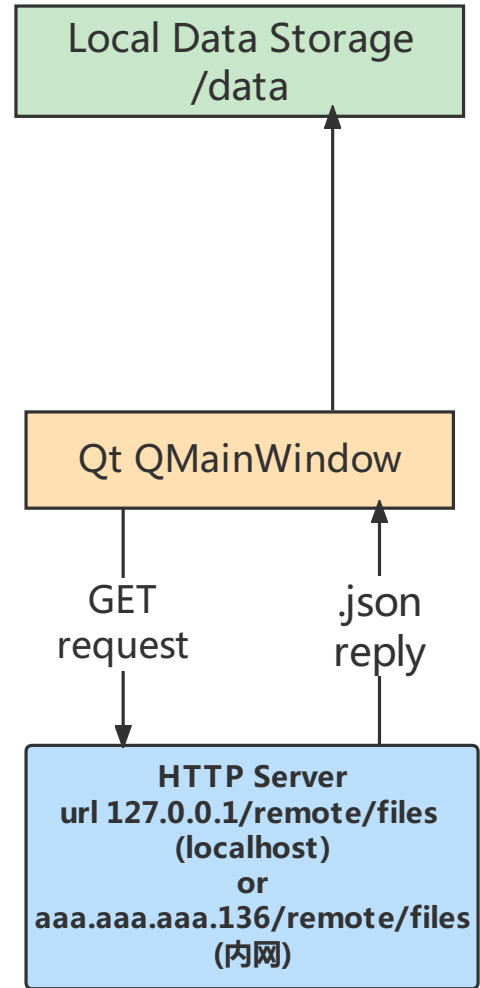 Local Data Storage
/data
Qt QMainWindow
GET
request
.json
reply
HTTP Server
url 127.0.0.1/remote/files
(localhost)
or
aaa.aaa.aaa.136/remote/files
(内网)